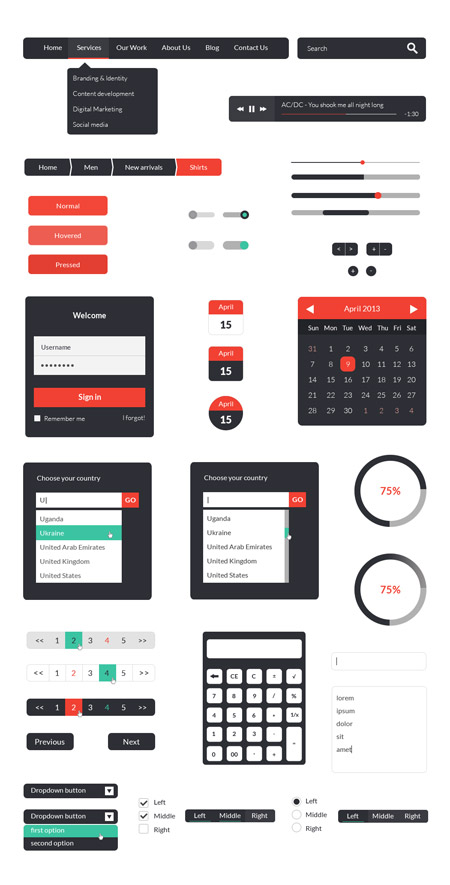 Home Services Our Work About Us Blog Contact Us Search
Branding & Identity
Content development
Digital Marketing
Social media
AC/DC - You shook me all night long
-1:30
Home Men New arrivals Shirts
Normal
Hovered
Pressed
< > + -
+ -
Welcome
Username
Sign in
Remember me I forgot!
April
15
April
15
April
15
April 2013
Sun Mon Tue Wed Thu Fri Sat
31 1 2 3 4 5 6
7 8 9 10 11 12 13
14 15 16 17 18 19 20
21 22 23 24 25 26 27
28 29 30 1 2 3 4
Choose your country
U GO
Uganda
Ukraine
United Arab Emirates
United Kingdom
United States
Choose your country
GO
Uganda
Ukraine
United Arab Emirates
United Kingdom
United States
75%
75%
<< 1 2 3 4 5 >>
<< 1 2 3 4 5 >>
<< 1 2 3 4 5 >>
Previous Next
CE C = √
7 8 9 / %
4 5 6 1/x
1 2 3 -
0 00 +
lorem
ipsum
dolor
sit
amet
Dropdown button
Dropdown button
first option
second option
Left
Middle
Right
Left Middle Right
Left
Middle
Right
Left Middle Right